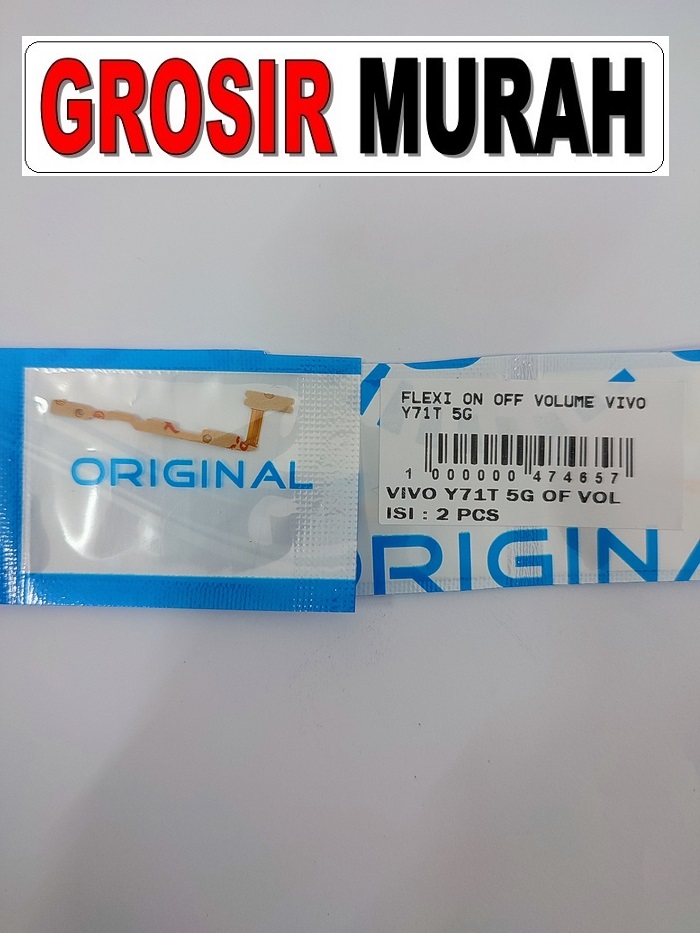 GROSIR MURAH
ORIGINAL
FLEXI ON OFF VOLUME VIVO
Y71T 5G
1 000000 474657
VIVO Y71T 5G OF VOL
ISI : 2 PCS
ORIGINA